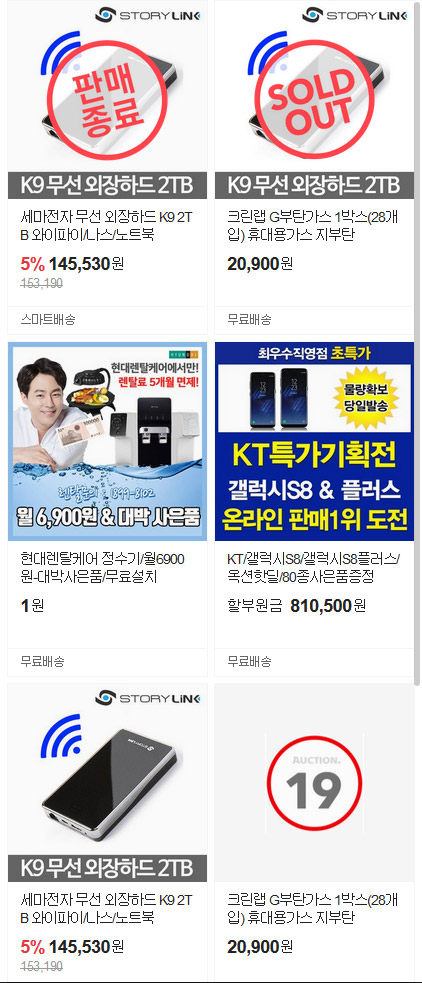 STORYLINK
판매
종료
K9 무선 외장하드 2TB
세마전자 무선 외장하드 K9 2T
B 와이파이/나스/노트북
5% 145,530원
153,190
스마트배송
STORYLINK
SOLD
OUT
K9 무선 외장하드 2TB
크린랩 G부탄가스 1박스(28개
입) 휴대용가스 지부탄
20,900원
무료배송
HYUNDAI
현대렌탈케어에서만!
렌탈료 5개월 면제!
렌탈문의 : 1899-8102
월 6,900원 & 대박 사은품
현대렌탈케어 정수기/월6900
원-대박사은품/무료설치
1원
무료배송
최우수직영점 초특가
물량확보
당일발송
KT특가기획전
갤럭시S8 & 플러스
온라인 판매1위 도전
KT/갤럭시S8/갤럭시S8플러스/
옥션핫딜/80종사은품증정
할부원금 810,500원
무료배송
STORYLINK
K9 무선 외장하드 2TB
세마전자 무선 외장하드 K9 2T
B 와이파이/나스/노트북
5% 145,530원
153,190
AUCTION.
19
크린랩 G부탄가스 1박스(28개
입) 휴대용가스 지부탄
20,900원